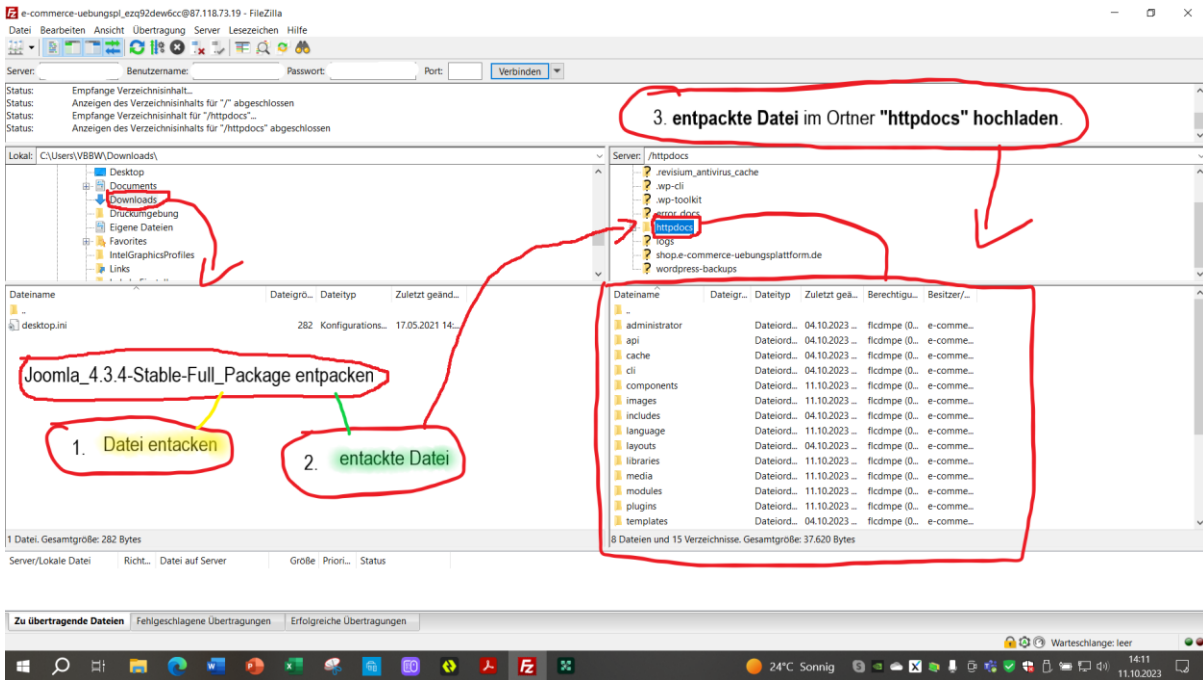 e-commerce-uebungspl_ezq92dew6cc@87.118.73.19 - FileZilla
Datei Bearbeiten Ansicht Übertragung Server Lesezeichen Hilfe
Server: Benutzername: Passwort: Port: Verbinden
Status: Empfange Verzeichnisinhalt...
Status: Anzeigen des Verzeichnisinhalts für "/" abgeschlossen
Status: Empfange Verzeichnisinhalt für "/httpdocs"...
Status: Anzeigen des Verzeichnisinhalts für "/httpdocs" abgeschlossen
3. entpackte Datei im Ortner "httpdocs" hochladen.
Lokal: C:\Users\VBBW\Downloads\
Desktop
Documents
Downloads
Druckumgebung
Eigene Dateien
Favorites
IntelGraphicsProfiles
Links
Server: /httpdocs
.revisium_antivirus_cache
.wp-cli
.wp-toolkit
error_docs
httpdocs
logs
shop.e-commerce-uebungsplattform.de
wordpress-backups
Dateiname Dateigrö... Dateityp Zuletzt geänd...
..
desktop.ini 282 Konfigurations... 17.05.2021 14:...
Joomla_4.3.4-Stable-Full_Package entpacken
1. Datei entacken
2. entackte Datei
1 Datei. Gesamtgröße: 282 Bytes
Dateiname Dateigr... Dateityp Zuletzt geä... Berechtigu... Besitzer/...
..
administrator Dateiord... 04.10.2023 ... flcdmpe (0... e-comme...
api Dateiord... 04.10.2023 ... flcdmpe (0... e-comme...
cache Dateiord... 04.10.2023 ... flcdmpe (0... e-comme...
cli Dateiord... 04.10.2023 ... flcdmpe (0... e-comme...
components Dateiord... 11.10.2023 ... flcdmpe (0... e-comme...
images Dateiord... 11.10.2023 ... flcdmpe (0... e-comme...
includes Dateiord... 04.10.2023 ... flcdmpe (0... e-comme...
language Dateiord... 11.10.2023 ... flcdmpe (0... e-comme...
layouts Dateiord... 04.10.2023 ... flcdmpe (0... e-comme...
libraries Dateiord... 11.10.2023 ... flcdmpe (0... e-comme...
media Dateiord... 11.10.2023 ... flcdmpe (0... e-comme...
modules Dateiord... 11.10.2023 ... flcdmpe (0... e-comme...
plugins Dateiord... 11.10.2023 ... flcdmpe (0... e-comme...
templates Dateiord... 04.10.2023 ... flcdmpe (0... e-comme...
8 Dateien und 15 Verzeichnisse. Gesamtgröße: 37.620 Bytes
Server/Lokale Datei Richt... Datei auf Server Größe Priori... Status
Zu übertragende Dateien Fehlgeschlagene Übertragungen Erfolgreiche Übertragungen
Warteschlange: leer
24°C Sonnig
14:11
11.10.2023